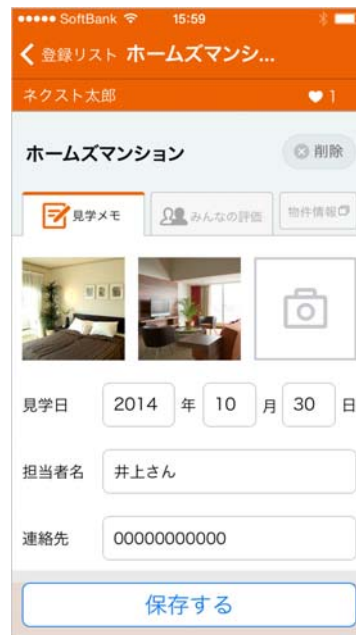 SoftBank 15:59
登録リスト ホームズマンシ...
ネクスト太郎 1
ホームズマンション 削除
見学メモ みんなの評価 物件情報
見学日 2014 年 10 月 30 日
担当者名 井上さん
連絡先 00000000000
保存する